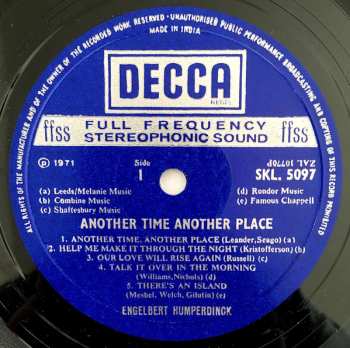 ALL RIGHTS OF THE MANUFACTURER AND OF THE OWNER OF THE RECORDED WORK RESERVED - UNAUTHORISED PUBLIC PERFORMANCE BROADCASTING AND COPYING OF THIS RECORD PROHIBITED
MADE IN INDIA
DECCA
REGD.
ffss FULL FREQUENCY ffss
STEREOPHONIC SOUND
Ⓟ 1971 Side ZAL 10770F
1 SKL. 5097
(a) Leeds/Melanie Music (d) Rondor Music
(b) Combine Music (e) Famous Chappell
(c) Shaftesbury Music
ANOTHER TIME ANOTHER PLACE
1. ANOTHER TIME, ANOTHER PLACE (Leander, Seago) (a)
2. HELP ME MAKE IT THROUGH THE NIGHT (Kristofferson) (b)
3. OUR LOVE WILL RISE AGAIN (Russell) (c)
4. TALK IT OVER IN THE MORNING
(Williams, Nichols) (d)
5. THERE'S AN ISLAND
(Meshel, Welch, Gilutin) (e)
ENGELBERT HUMPERDINCK